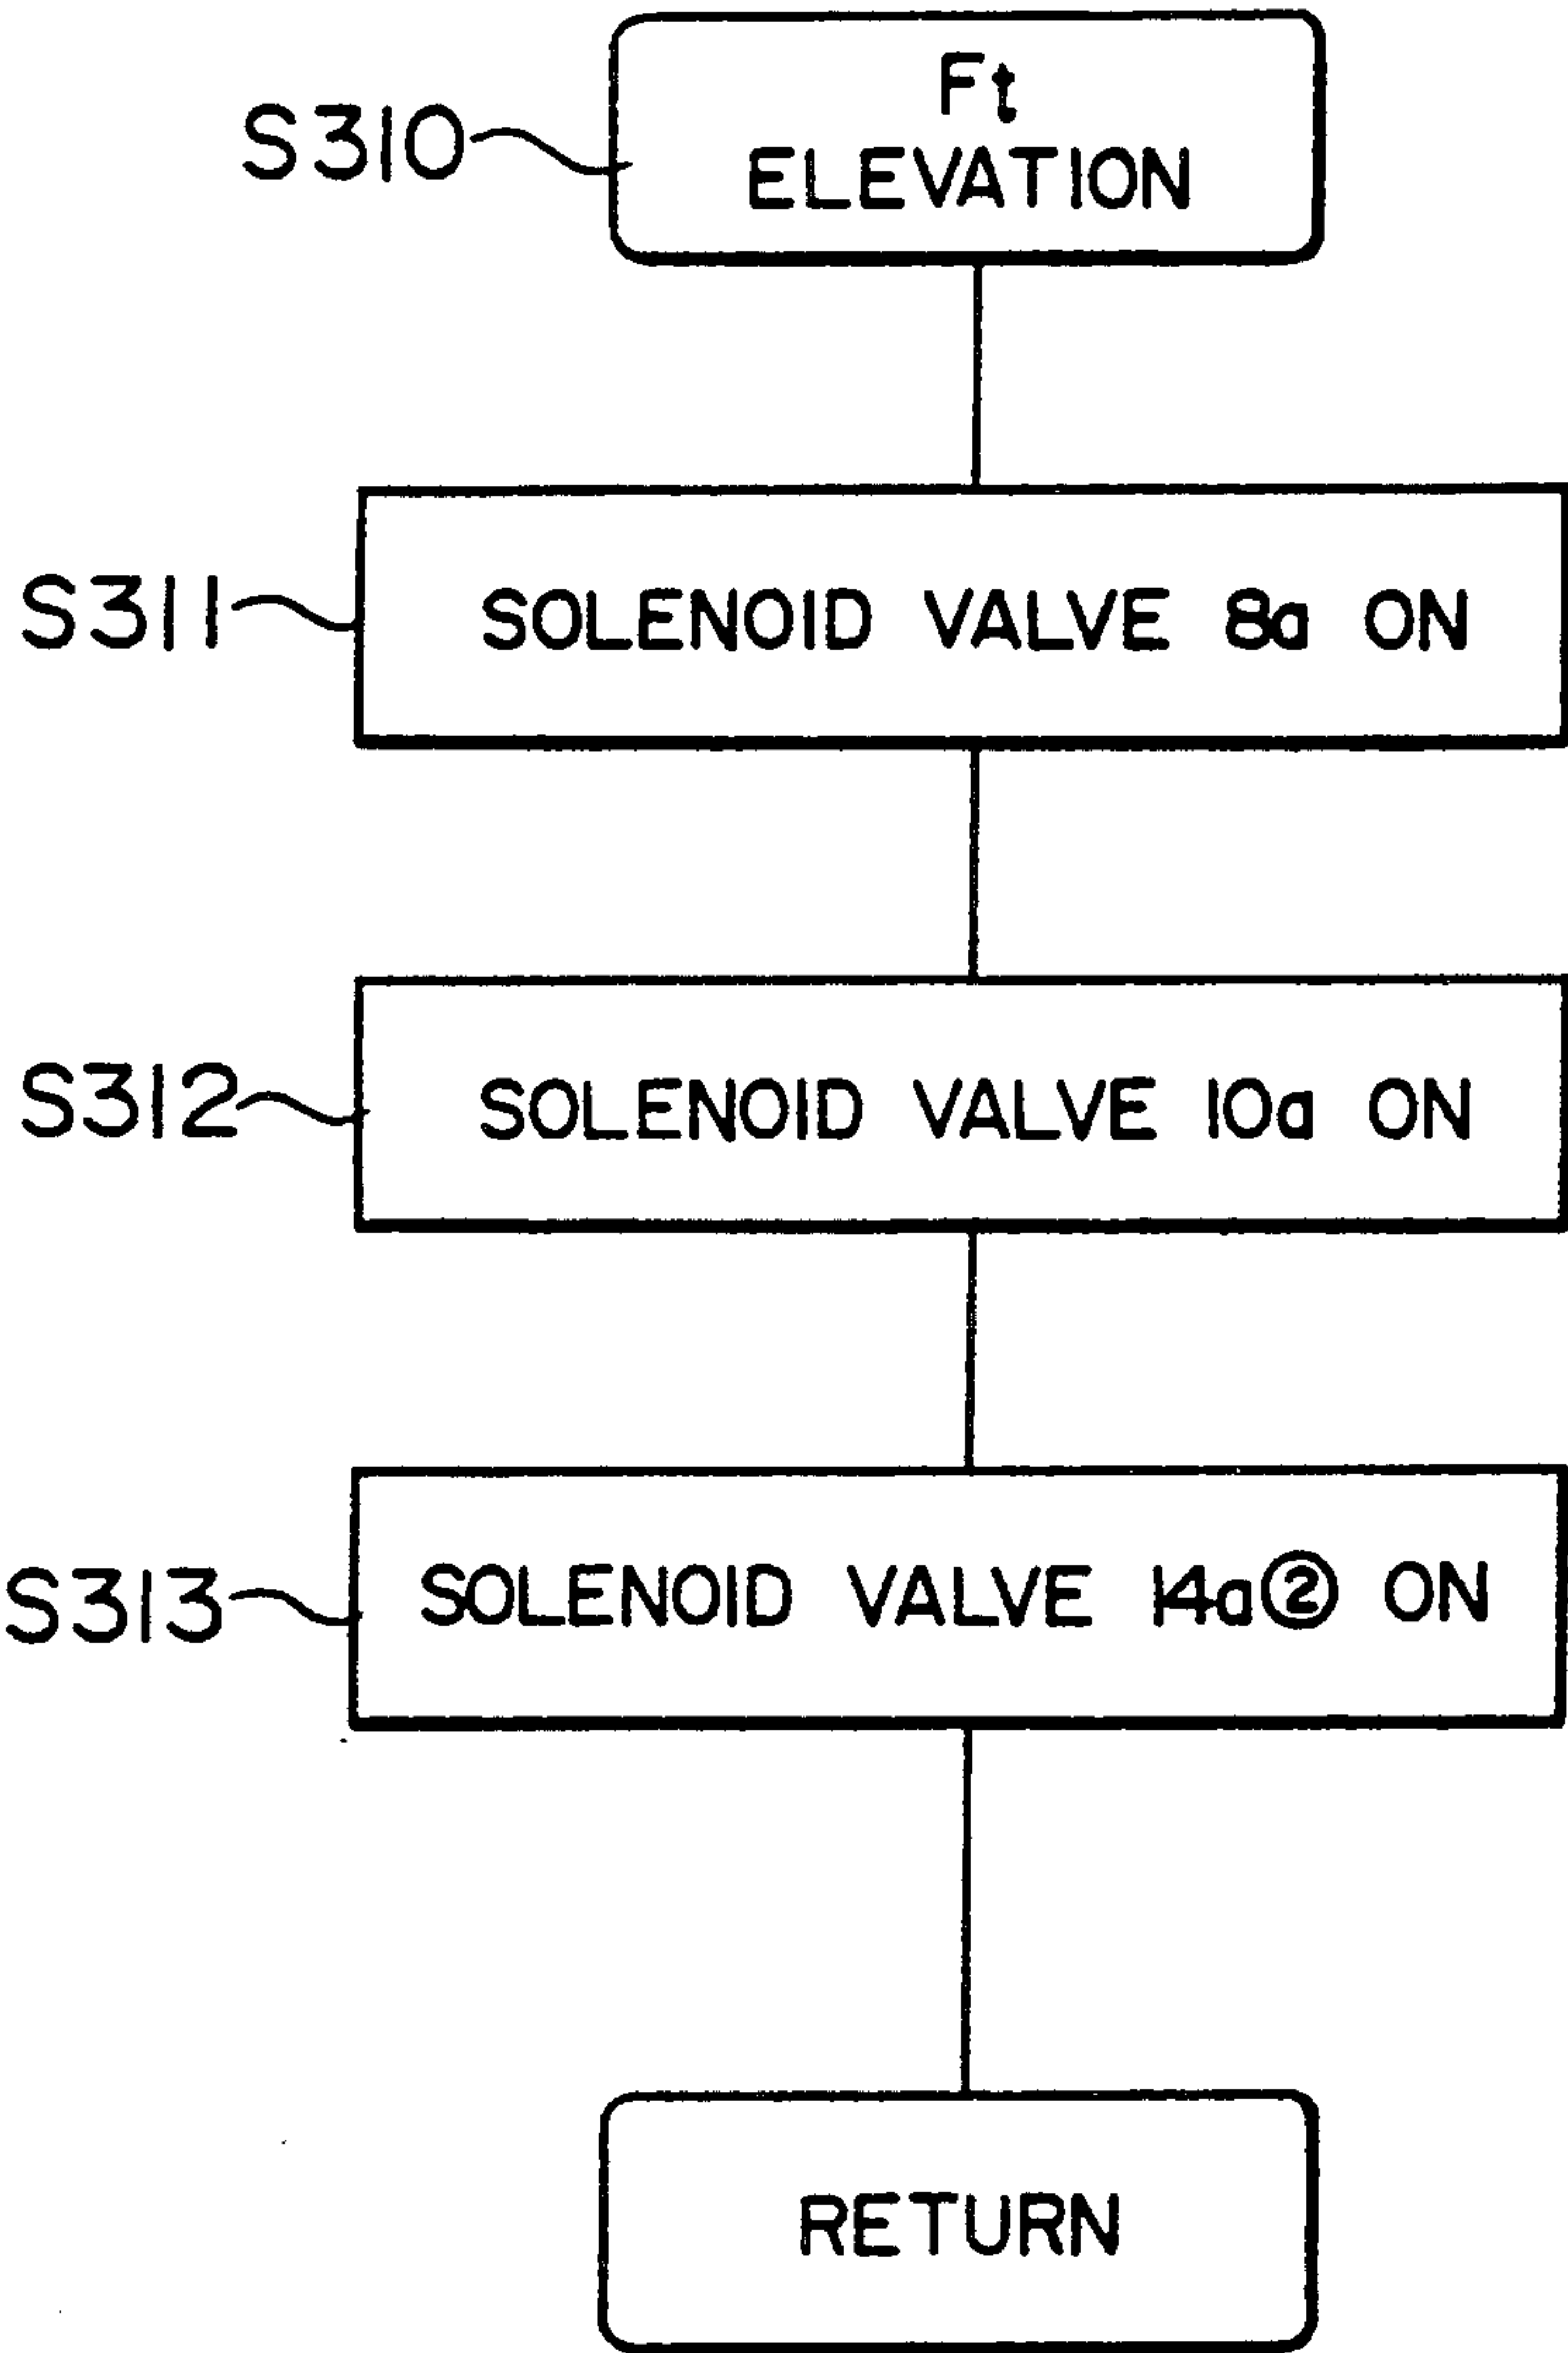 Ft
S310
ELEVATION
S311 SOLENOID VALVE 8a ON
S312 SOLENOID VALVE 10a ON
S313 SOLENOID VALVE 14a② ON
RETURN